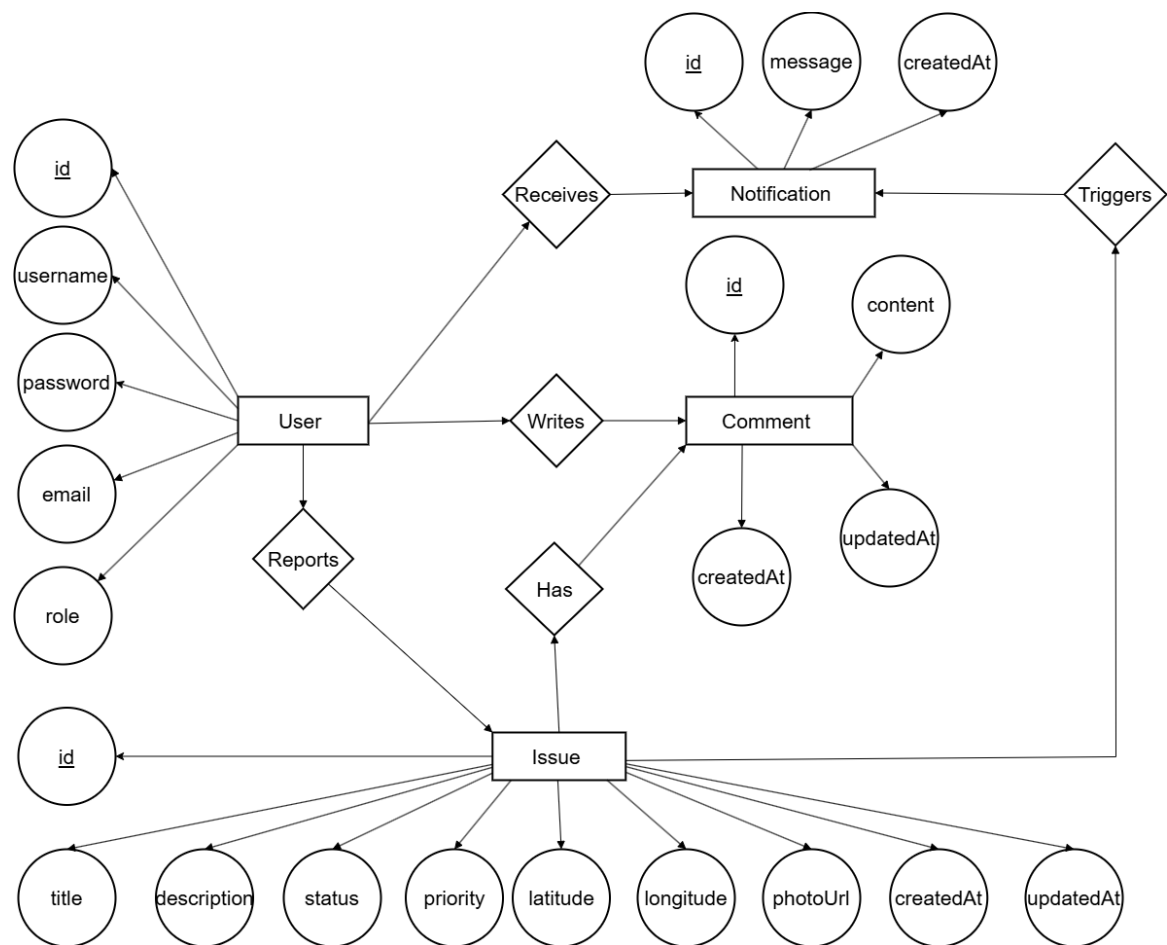 id
message
createdAt
id
username
password
email
role
User
Receives
Notification
Triggers
id
content
Writes
Comment
updatedAt
createdAt
Reports
Has
id
Issue
title
description
status
priority
latitude
longitude
photoUrl
createdAt
updatedAt